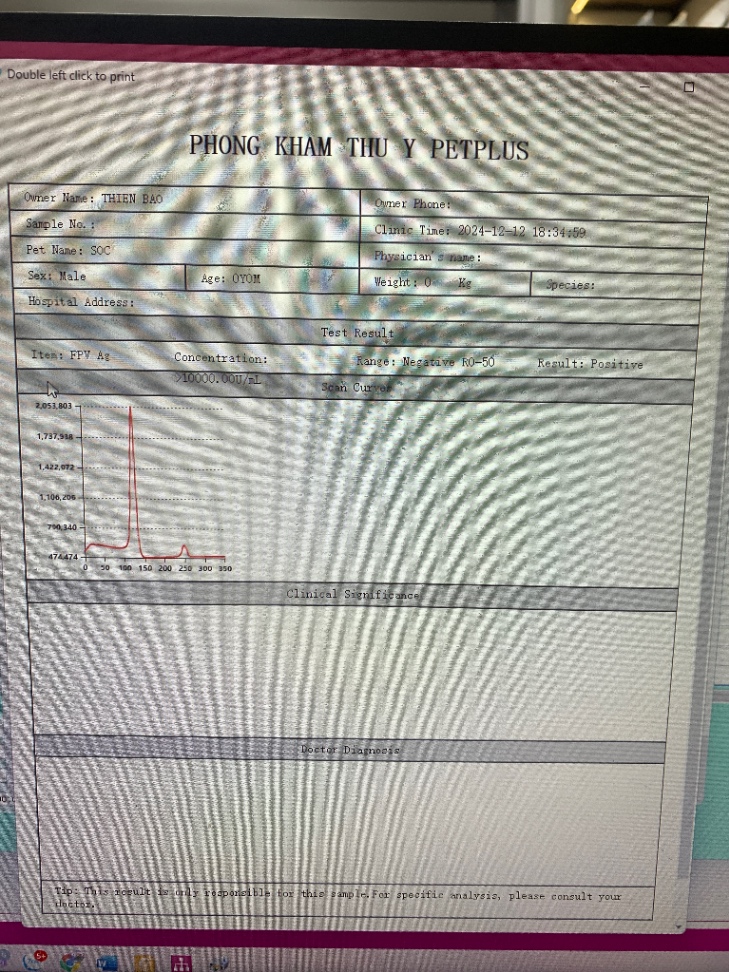 Double left click to print
PHONG KHAM THU Y PETPLUS
Owner Name: THIEN BAO
Owner Phone:
Sample No.:
Clinic Time: 2024-12-12 18:34:59
Pet Name: SOC
Physician's name:
Sex: Male
Age: 0Y0M
Weight: 0 Kg
Species:
Hospital Address:
Test Result
Item: FPV Ag
Concentration:
Range: Negative R0-50
Result: Positive
>10000.00U/mL
Scan Curves
2,053,803
1,737,938
1,422,072
1,106,206
790,340
474,474
0 50 100 150 200 250 300 350
Clinical Significance
Doctor Diagnosis
Tip: This result is only responsible for this sample.For specific analysis, please consult your
doctor.
5+